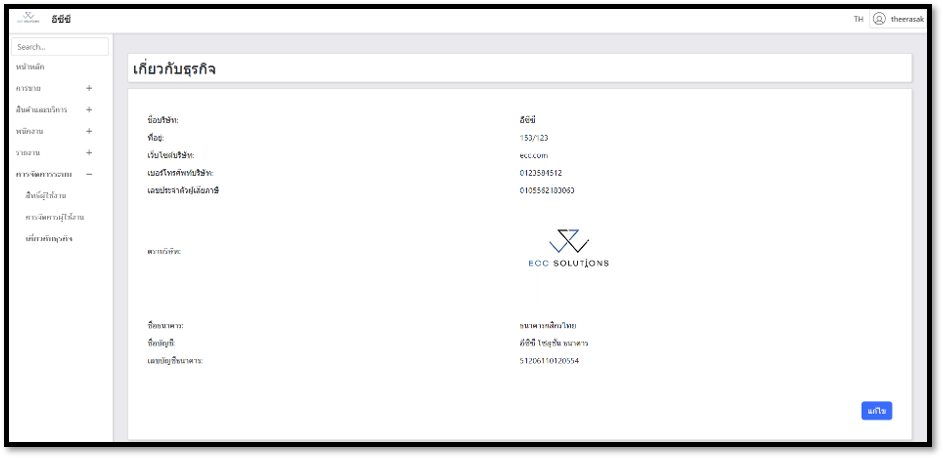 ECC SOLUTIONS อีซีซี TH theerasak
Search...
หน้าหลัก
การขาย +
สินค้าและบริการ +
พนักงาน +
รายงาน +
การจัดการระบบ −
สิทธิ์ผู้ใช้งาน
การจัดการผู้ใช้งาน
เกี่ยวกับธุรกิจ
เกี่ยวกับธุรกิจ
ชื่อบริษัท: อีซีซี
ที่อยู่: 153/123
เว็บไซต์บริษัท: ecc.com
เบอร์โทรศัพท์บริษัท: 0123584512
เลขประจำตัวผู้เสียภาษี 0105562183063
ตราบริษัท:
ECC SOLUTIONS
ชื่อธนาคาร: ธนาคารกสิกรไทย
ชื่อบัญชี: อีซีซี โซลูชั่น ธนาคาร
เลขบัญชีธนาคาร: 51206110120554
แก้ไข